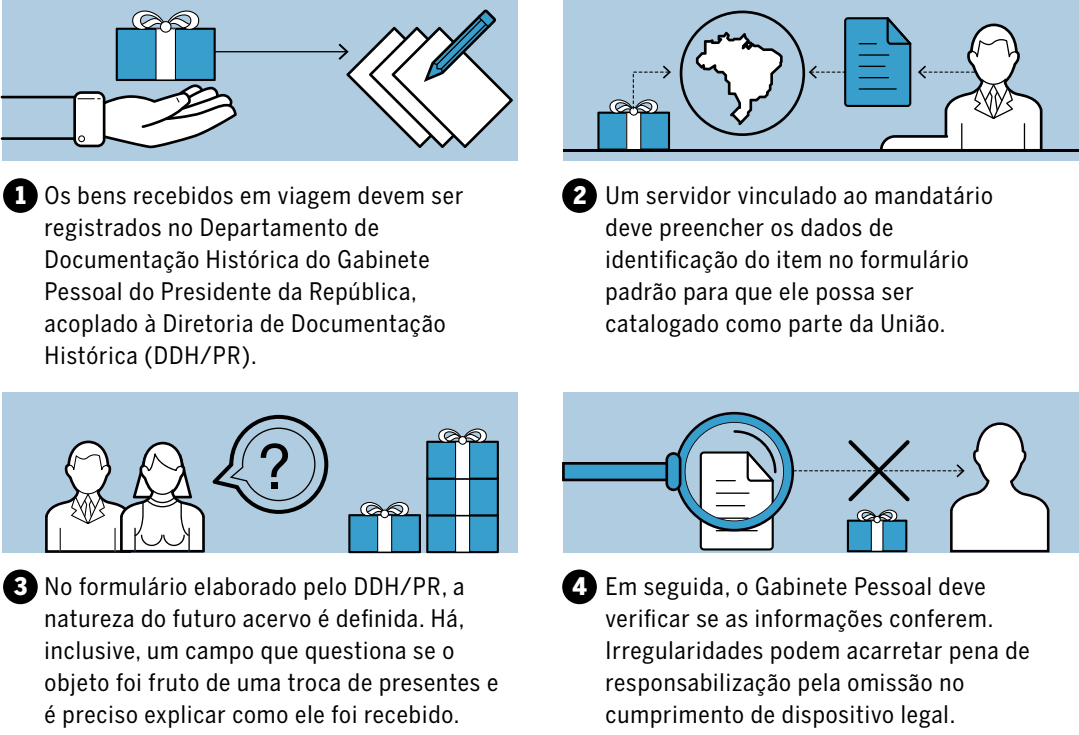 1 Os bens recebidos em viagem devem ser
registrados no Departamento de
Documentação Histórica do Gabinete
Pessoal do Presidente da República,
acoplado à Diretoria de Documentação
Histórica (DDH/PR).
2 Um servidor vinculado ao mandatário
deve preencher os dados de
identificação do item no formulário
padrão para que ele possa ser
catalogado como parte da União.
?
3 No formulário elaborado pelo DDH/PR, a
natureza do futuro acervo é definida. Há,
inclusive, um campo que questiona se o
objeto foi fruto de uma troca de presentes e
é preciso explicar como ele foi recebido.
4 Em seguida, o Gabinete Pessoal deve
verificar se as informações conferem.
Irregularidades podem acarretar pena de
responsabilização pela omissão no
cumprimento de dispositivo legal.